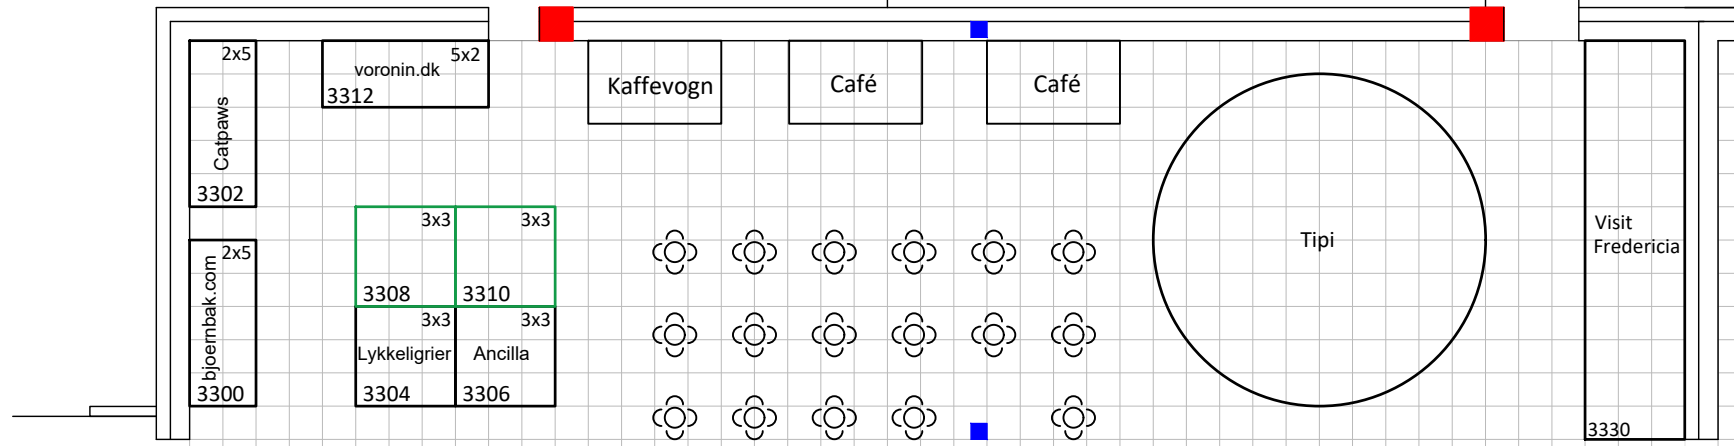 2x5
Catpaws
3302
voronin.dk
5x2
3312
Kaffevogn
Café
Café
2x5
bjoernbak.com
3300
3x3
3308
3x3
3310
3x3
Lykkeligrier
3304
3x3
Ancilla
3306
Tipi
Visit
Fredericia
3330